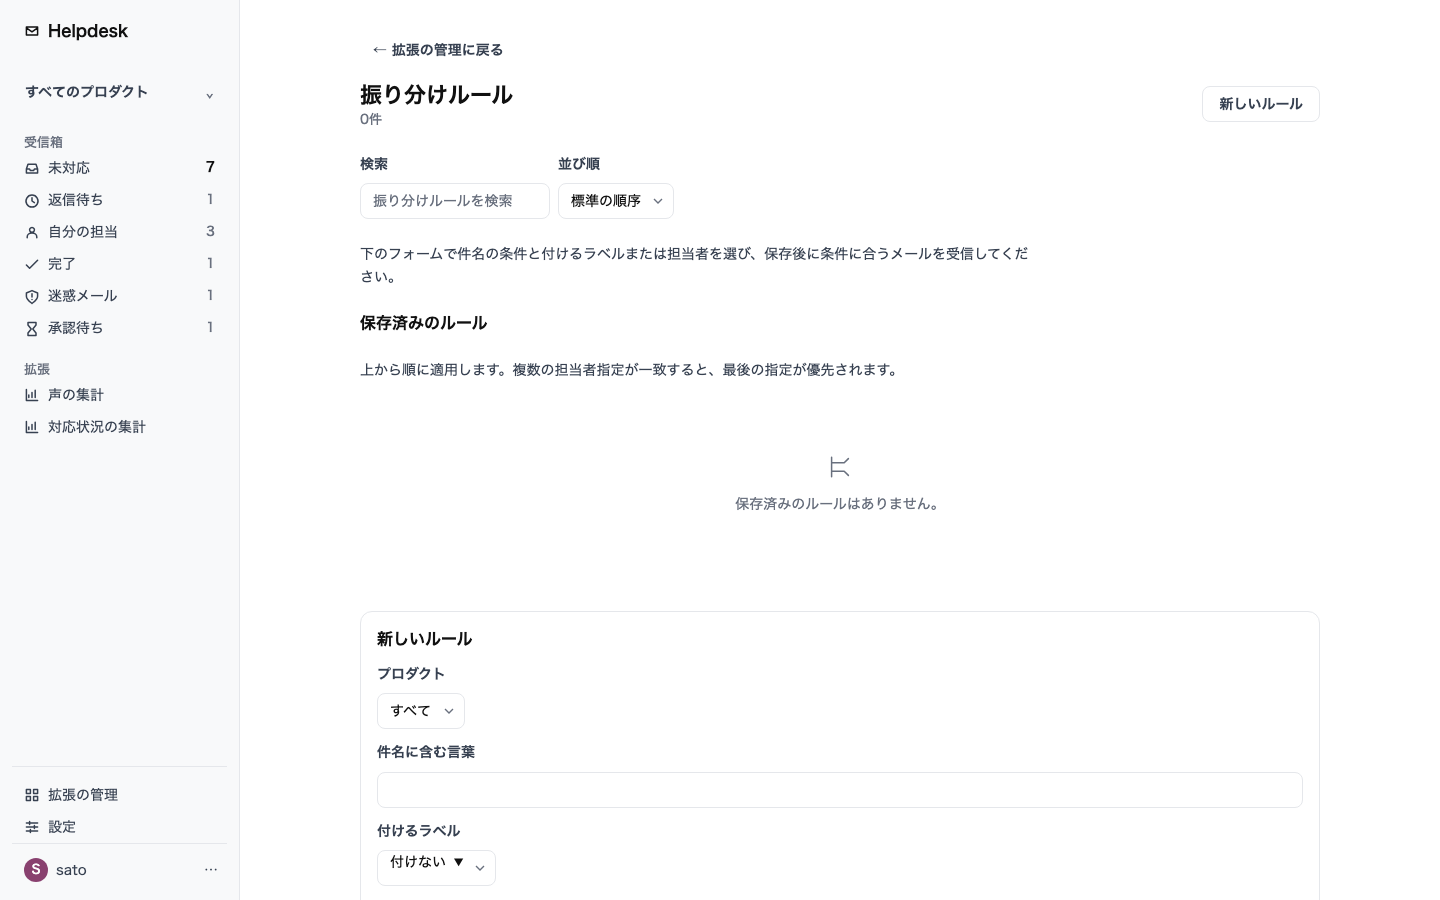 Helpdesk
すべてのプロダクト
受信箱
未対応 7
返信待ち 1
自分の担当 3
完了 1
迷惑メール 1
承認待ち 1
拡張
声の集計
対応状況の集計
拡張の管理
設定
S sato ...
← 拡張の管理に戻る
振り分けルール
0件
新しいルール
検索 並び順
振り分けルールを検索 標準の順序
下のフォームで件名の条件と付けるラベルまたは担当者を選び、保存後に条件に合うメールを受信してくだ
さい。
保存済みのルール
上から順に適用します。複数の担当者指定が一致すると、最後の指定が優先されます。
保存済みのルールはありません。
新しいルール
プロダクト
すべて
件名に含む言葉
付けるラベル
付けない ▼